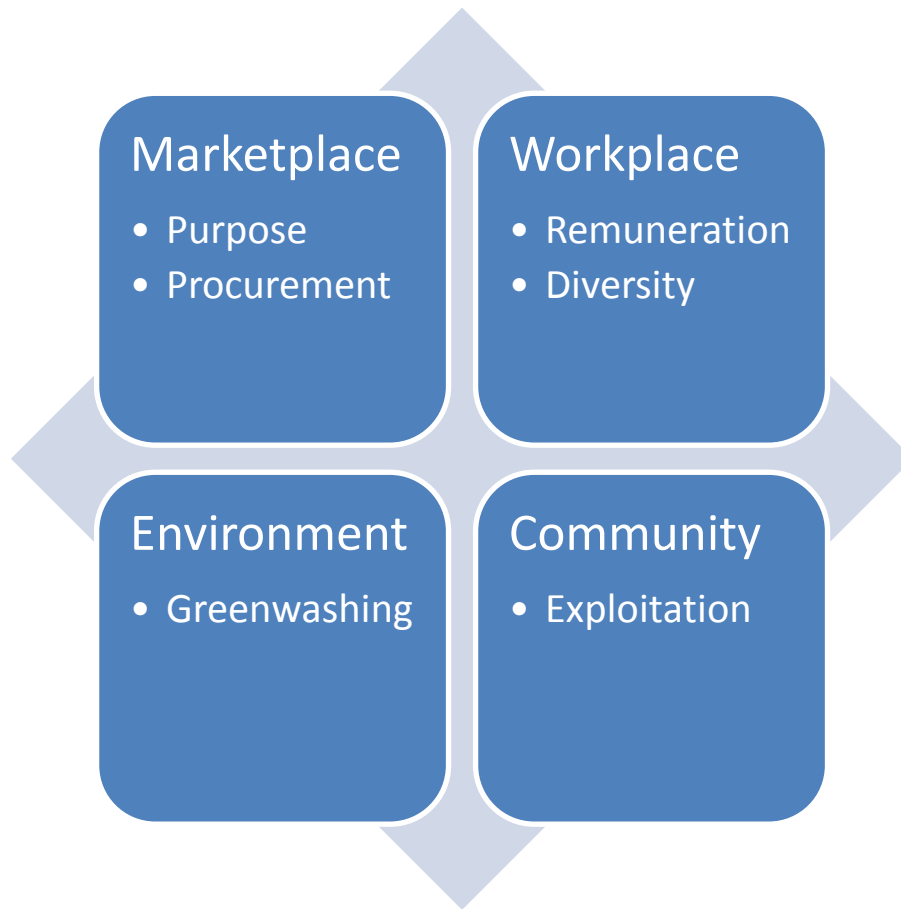 Marketplace
• Purpose
• Procurement
Workplace
• Remuneration
• Diversity
Environment
• Greenwashing
Community
• Exploitation